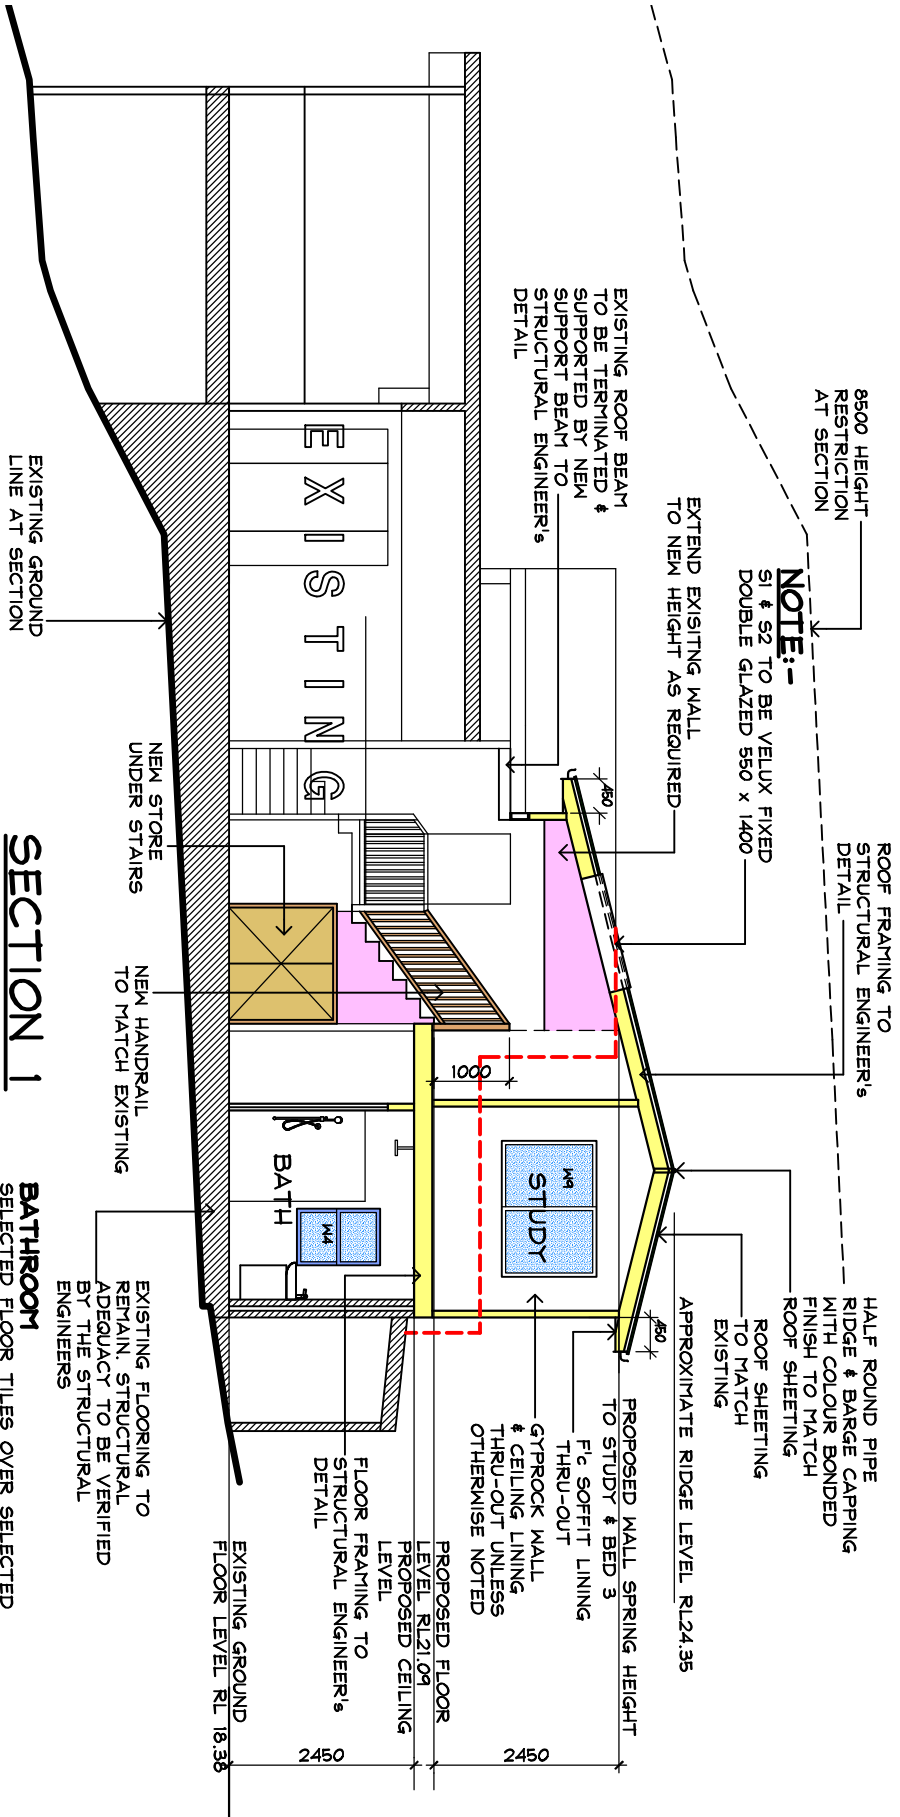 8500 HEIGHT
RESTRICTION
AT SECTION
NOTE:-
S1 & S2 TO BE VELUX FIXED
DOUBLE GLAZED 550 x 1400
ROOF FRAMING TO
STRUCTURAL ENGINEER's
DETAIL
HALF ROUND PIPE
RIDGE & BARGE CAPPING
WITH COLOUR BONDED
FINISH TO MATCH
ROOF SHEETING
ROOF SHEETING
TO MATCH
EXISTING
APPROXIMATE RIDGE LEVEL RL24.35
EXTEND EXISITNG WALL
TO NEW HEIGHT AS REQUIRED
EXISTING ROOF BEAM
TO BE TERMINATED &
SUPPORTED BY NEW
SUPPORT BEAM TO
STRUCTURAL ENGINEER's
DETAIL
450
450
PROPOSED WALL SPRING HEIGHT
TO STUDY & BED 3
F'c SOFFIT LINING
THRU-OUT
GYPROCK WALL
& CEILING LINING
THRU-OUT UNLESS
OTHERWISE NOTED
W9
STUDY
1000
2450
PROPOSED FLOOR
LEVEL RL21.09
PROPOSED CEILING
LEVEL
FLOOR FRAMING TO
STRUCTURAL ENGINEER's
DETAIL
EXISTING
W4
BATH
2450
EXISTING GROUND
FLOOR LEVEL RL 18.38
NEW STORE
UNDER STAIRS
NEW HANDRAIL
TO MATCH EXISTING
EXISTING FLOORING TO
REMAIN. STRUCTURAL
ADEQUACY TO BE VERIFIED
BY THE STRUCTURAL
ENGINEERS
EXISTING GROUND
LINE AT SECTION
SECTION 1
BATHROOM
SELECTED FLOOR TILES OVER SELECTED